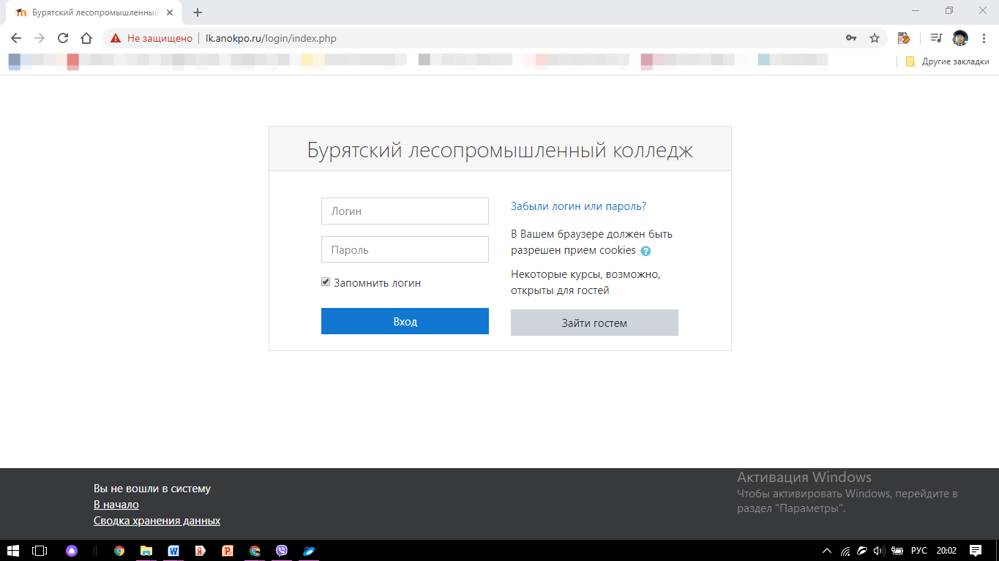 Бурятский лесопромышленный
Не защищено
lk.anokpo.ru/login/index.php
Другие закладки
Бурятский лесопромышленный колледж
Логин
Пароль
Запомнить логин
Вход
Забыли логин или пароль?
В Вашем браузере должен быть
разрешен прием cookies ?
Некоторые курсы, возможно,
открыты для гостей
Зайти гостем
Вы не вошли в систему
В начало
Сводка хранения данных
Активация Windows
Чтобы активировать Windows, перейдите в
раздел "Параметры".
РУС 20:02